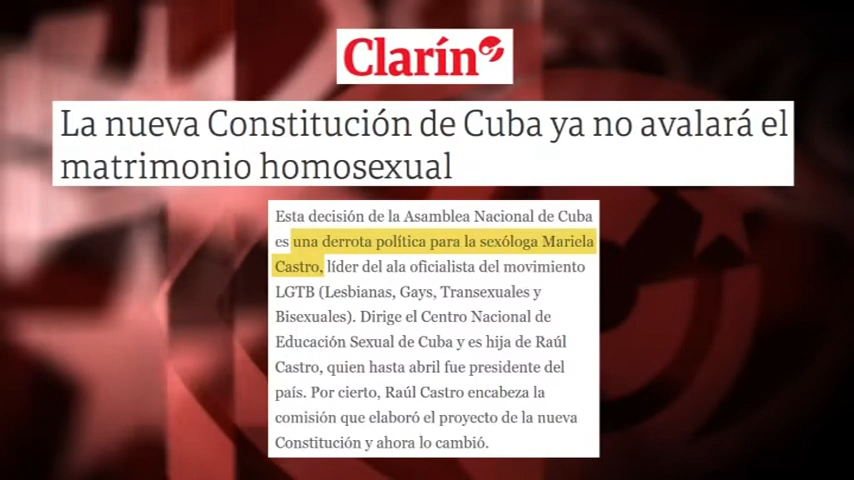 Clarín
La nueva Constitución de Cuba ya no avalará el
matrimonio homosexual
Esta decisión de la Asamblea Nacional de Cuba
es una derrota política para la sexóloga Mariela
Castro, líder del ala oficialista del movimiento
LGTB (Lesbianas, Gays, Transexuales y
Bisexuales). Dirige el Centro Nacional de
Educación Sexual de Cuba y es hija de Raúl
Castro, quien hasta abril fue presidente del
país. Por cierto, Raúl Castro encabeza la
comisión que elaboró el proyecto de la nueva
Constitución y ahora lo cambió.